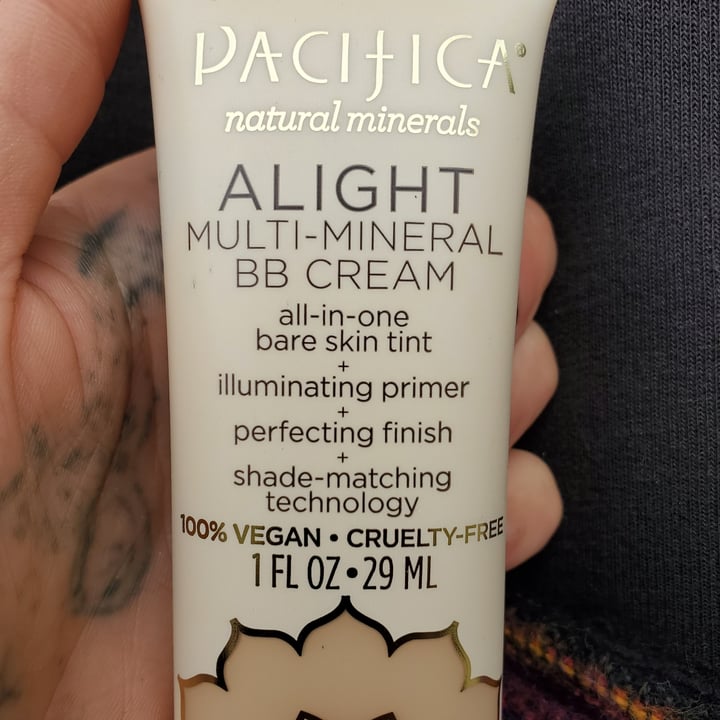 PACIFICA®
natural minerals
ALIGHT
MULTI-MINERAL
BB CREAM
all-in-one
bare skin tint
+
illuminating primer
+
perfecting finish
+
shade-matching
technology
100% VEGAN • CRUELTY-FREE
1 FL OZ • 29 ML